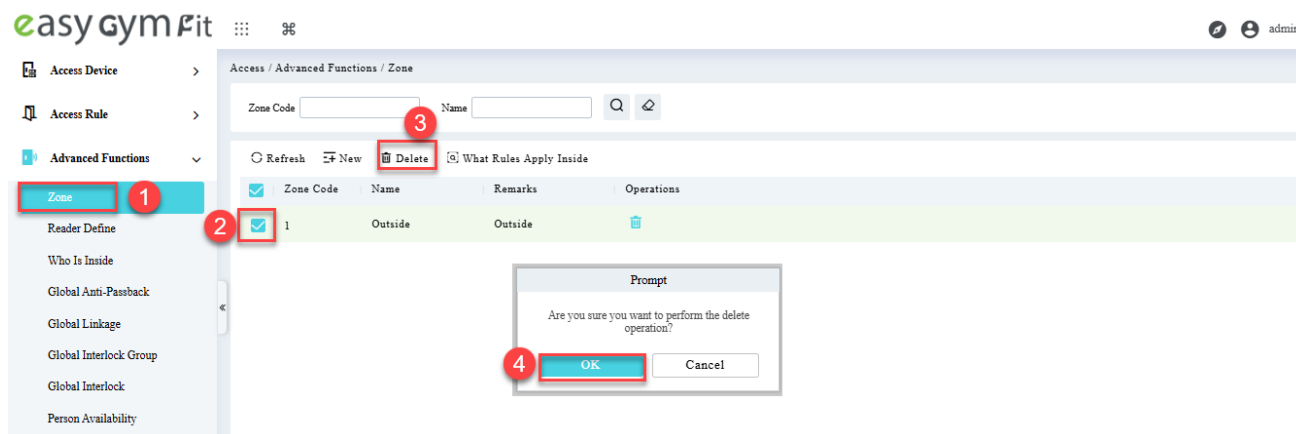 easy Gym Fit
admin
Access Device
Access / Advanced Functions / Zone
Access Rule
Zone Code Name
3
Advanced Functions
Refresh New Delete What Rules Apply Inside
Zone Code Name Remarks Operations
Zone 1
2 1 Outside Outside
Reader Define
Who Is Inside
Prompt
Global Anti-Passback
Are you sure you want to perform the delete
operation?
Global Linkage
Global Interlock Group
4 OK Cancel
Global Interlock
Person Availability